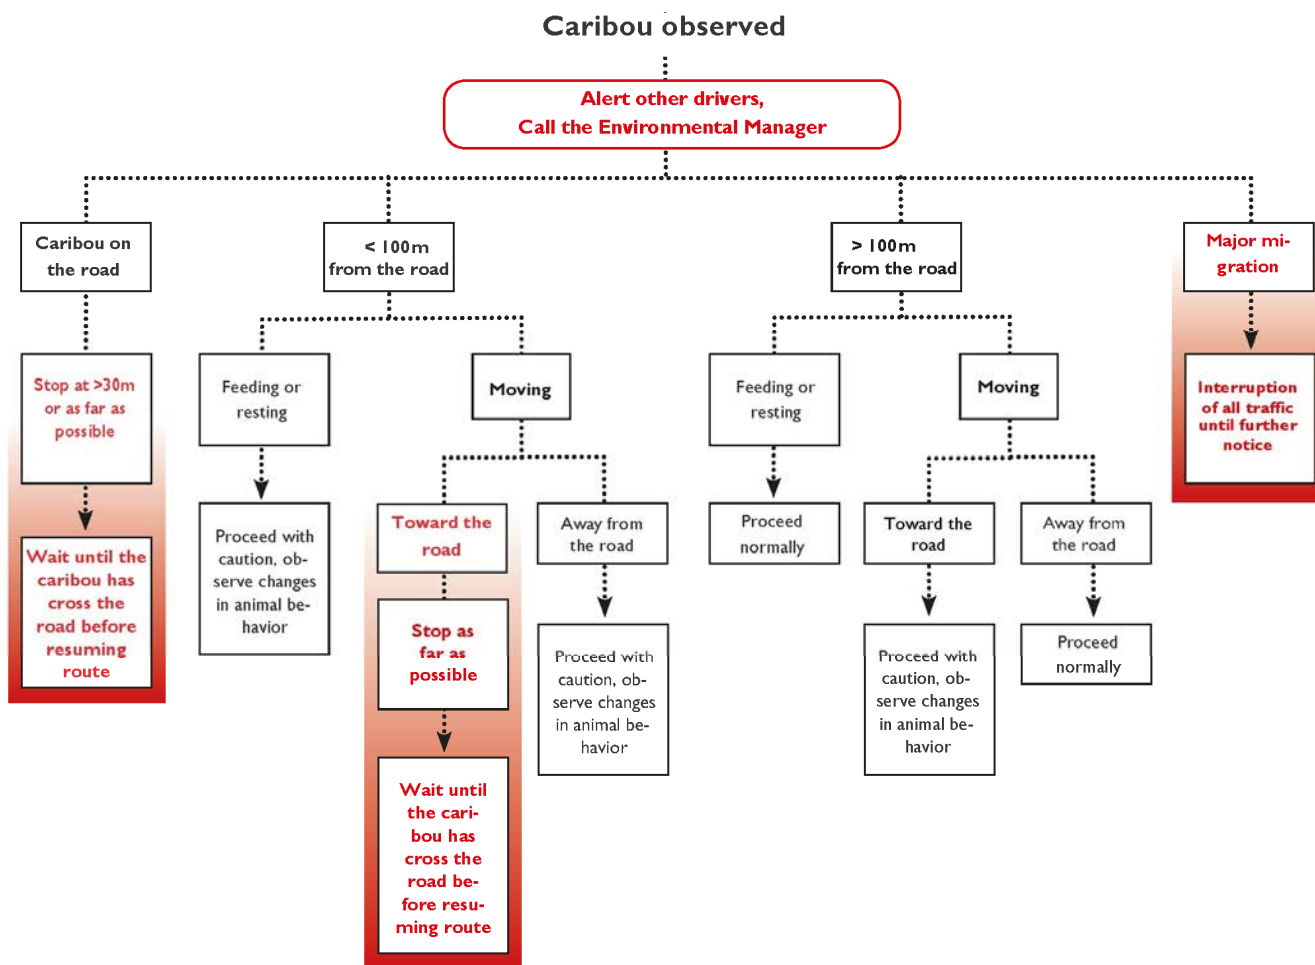 Caribou observed
Alert other drivers,
Call the Environmental Manager
Caribou on
the road
< 100m
from the road
> 100m
from the road
Major mi-
gration
Stop at >30m
or as far as
possible
Feeding or
resting
Moving
Feeding or
resting
Moving
Interruption
of all traffic
until further
notice
Wait until the
caribou has
cross the
road before
resuming
route
Proceed with
caution, ob-
serve changes
in animal be-
havior
Toward the
road
Away from
the road
Proceed
normally
Toward the
road
Away from
the road
Stop as
far as
possible
Proceed with
caution, ob-
serve changes
in animal be-
havior
Proceed with
caution, ob-
serve changes
in animal be-
havior
Proceed
normally
Wait until
the cari-
bou has
cross the
road be-
fore resu-
ming route